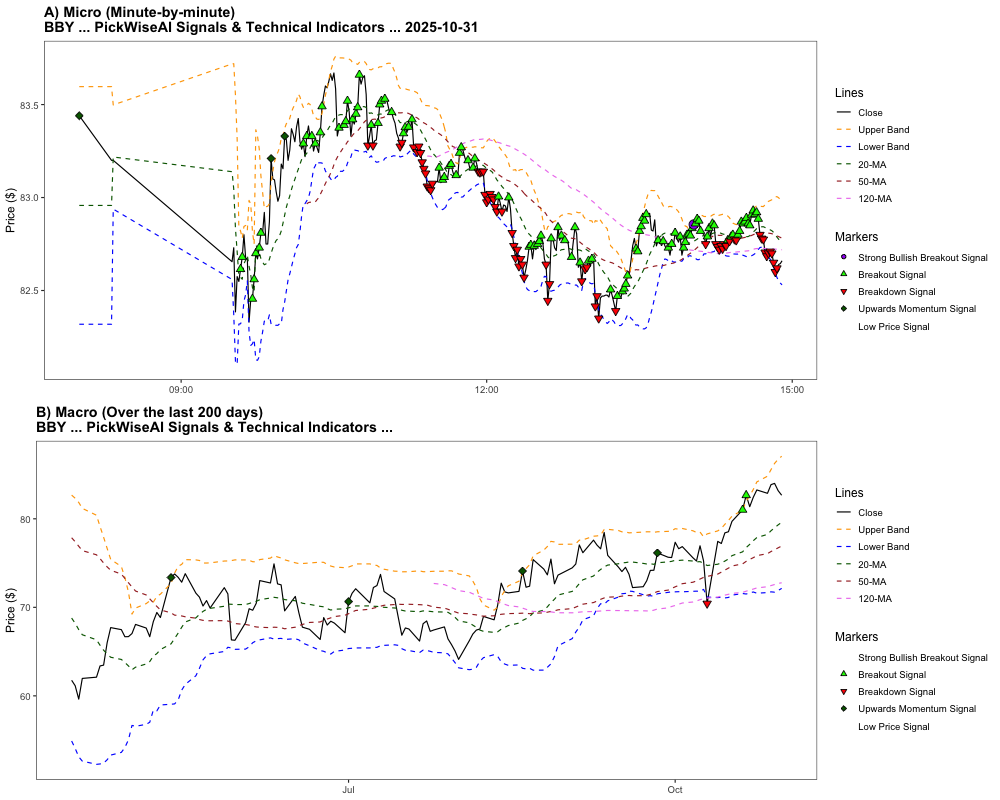 A) Micro (Minute-by-minute)
BBY ... PickWiseAI Signals & Technical Indicators ... 2025-10-31
Price ($)
83.5
83.0
82.5
09:00
12:00
15:00
Lines
Close
Upper Band
Lower Band
20-MA
50-MA
120-MA
Markers
Strong Bullish Breakout Signal
Breakout Signal
Breakdown Signal
Upwards Momentum Signal
Low Price Signal
B) Macro (Over the last 200 days)
BBY ... PickWiseAI Signals & Technical Indicators ...
Price ($)
80
70
60
Jul
Oct
Lines
Close
Upper Band
Lower Band
20-MA
50-MA
120-MA
Markers
Strong Bullish Breakout Signal
Breakout Signal
Breakdown Signal
Upwards Momentum Signal
Low Price Signal